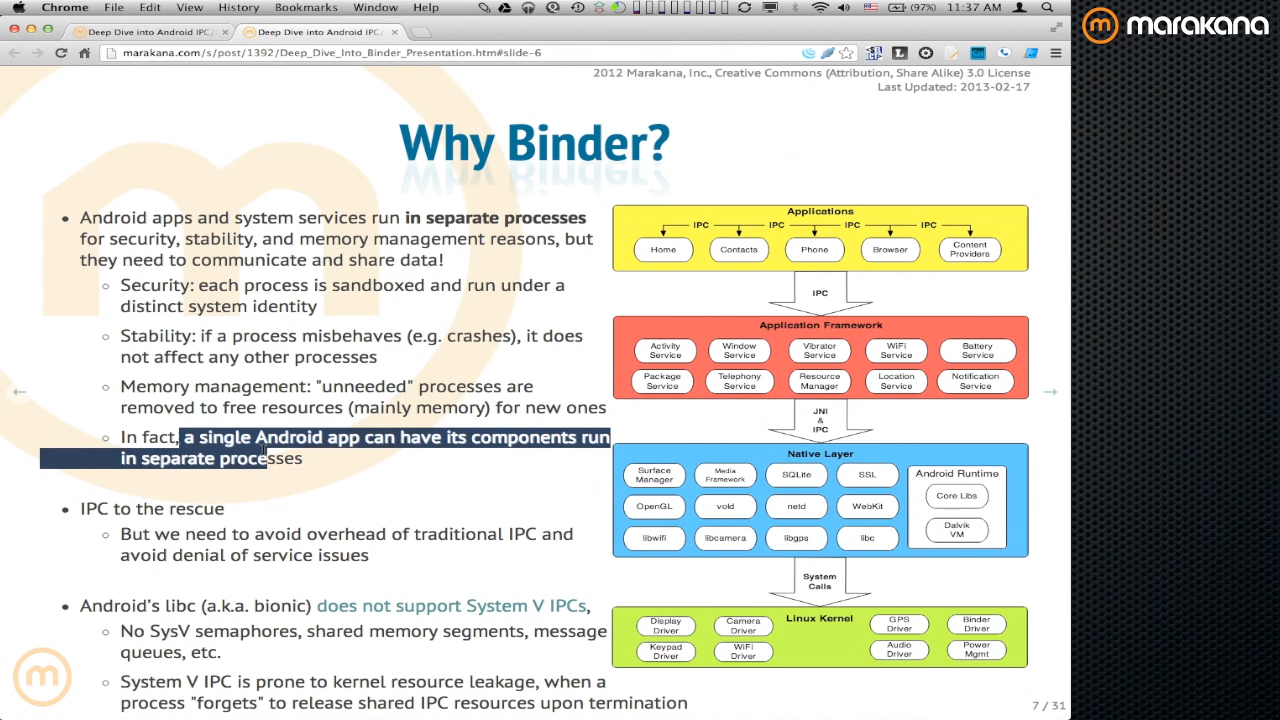 Chrome File Edit View History Bookmarks Window Help (97%) 11:37 AM
Deep Dive into Android IPC/ Deep Dive into Android IPC/
marakana.com/s/post/1392/Deep_Dive_Into_Binder_Presentation.htm#slide-6
marakana
2012 Marakana, Inc., Creative Commons (Attribution, Share Alike) 3.0 License
Last Updated: 2013-02-17
Why Binder?
Android apps and system services run in separate processes
for security, stability, and memory management reasons, but
they need to communicate and share data!
Security: each process is sandboxed and run under a
distinct system identity
Stability: if a process misbehaves (e.g. crashes), it does
not affect any other processes
Memory management: "unneeded" processes are
removed to free resources (mainly memory) for new ones
In fact, a single Android app can have its components run
in separate processes
IPC to the rescue
But we need to avoid overhead of traditional IPC and
avoid denial of service issues
Android's libc (a.k.a. bionic) does not support System V IPCs,
No SysV semaphores, shared memory segments, message
queues, etc.
System V IPC is prone to kernel resource leakage, when a
process "forgets" to release shared IPC resources upon termination
Applications
IPC IPC IPC IPC
Home Contacts Phone Browser Content
Providers
IPC
Application Framework
Activity
Service
Window
Service
Vibrator
Service
WiFi
Service
Battery
Service
Package
Service
Telephony
Service
Resource
Manager
Location
Service
Notification
Service
JNI
&
IPC
Native Layer
Surface
Manager
Media
Framework
SQLite
SSL
OpenGL
vold
netd
WebKit
libwifi
libcamera
libgps
libc
Android Runtime
Core Libs
Dalvik
VM
System
Calls
Linux Kernel
Display
Driver
Camera
Driver
GPS
Driver
Binder
Driver
Keypad
Driver
WiFi
Driver
Audio
Driver
Power
Mgmt
7 / 31